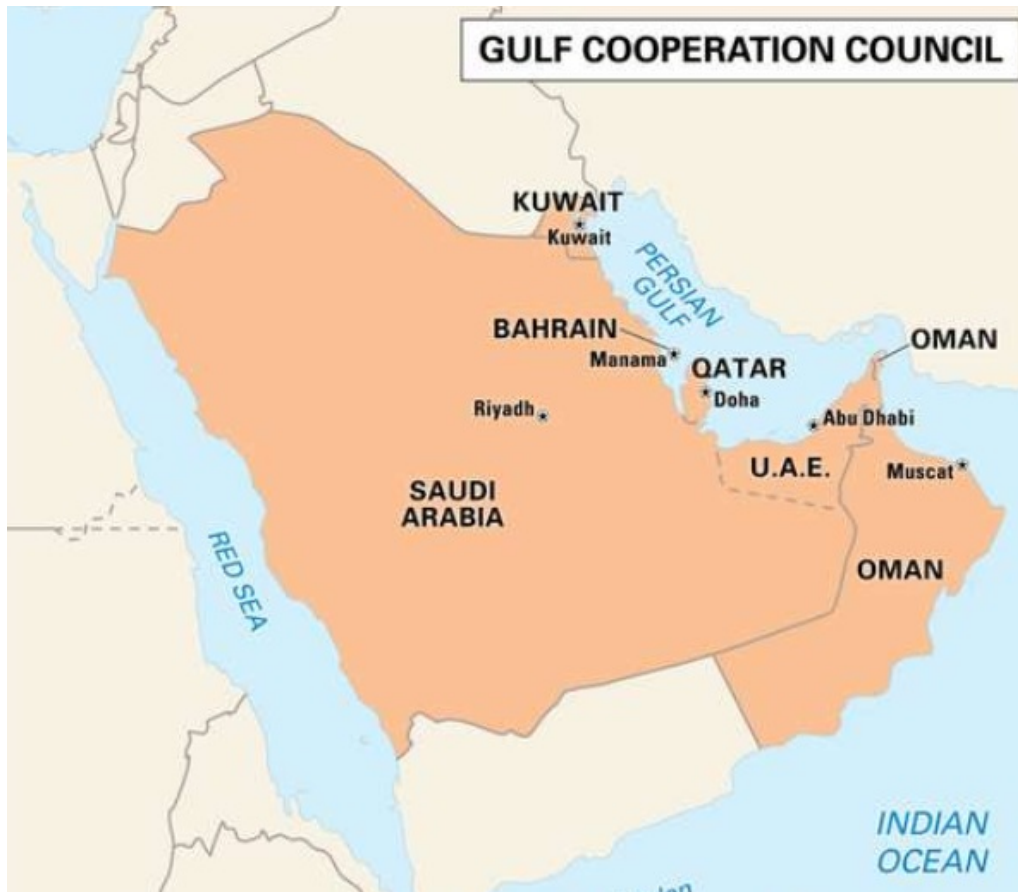 GULF COOPERATION COUNCIL
KUWAIT
Kuwait
PERSIAN
GULF
BAHRAIN
Manama
QATAR
Doha
OMAN
Riyadh
Abu Dhabi
U.A.E.
Muscat
SAUDI
ARABIA
OMAN
RED SEA
INDIAN
OCEAN